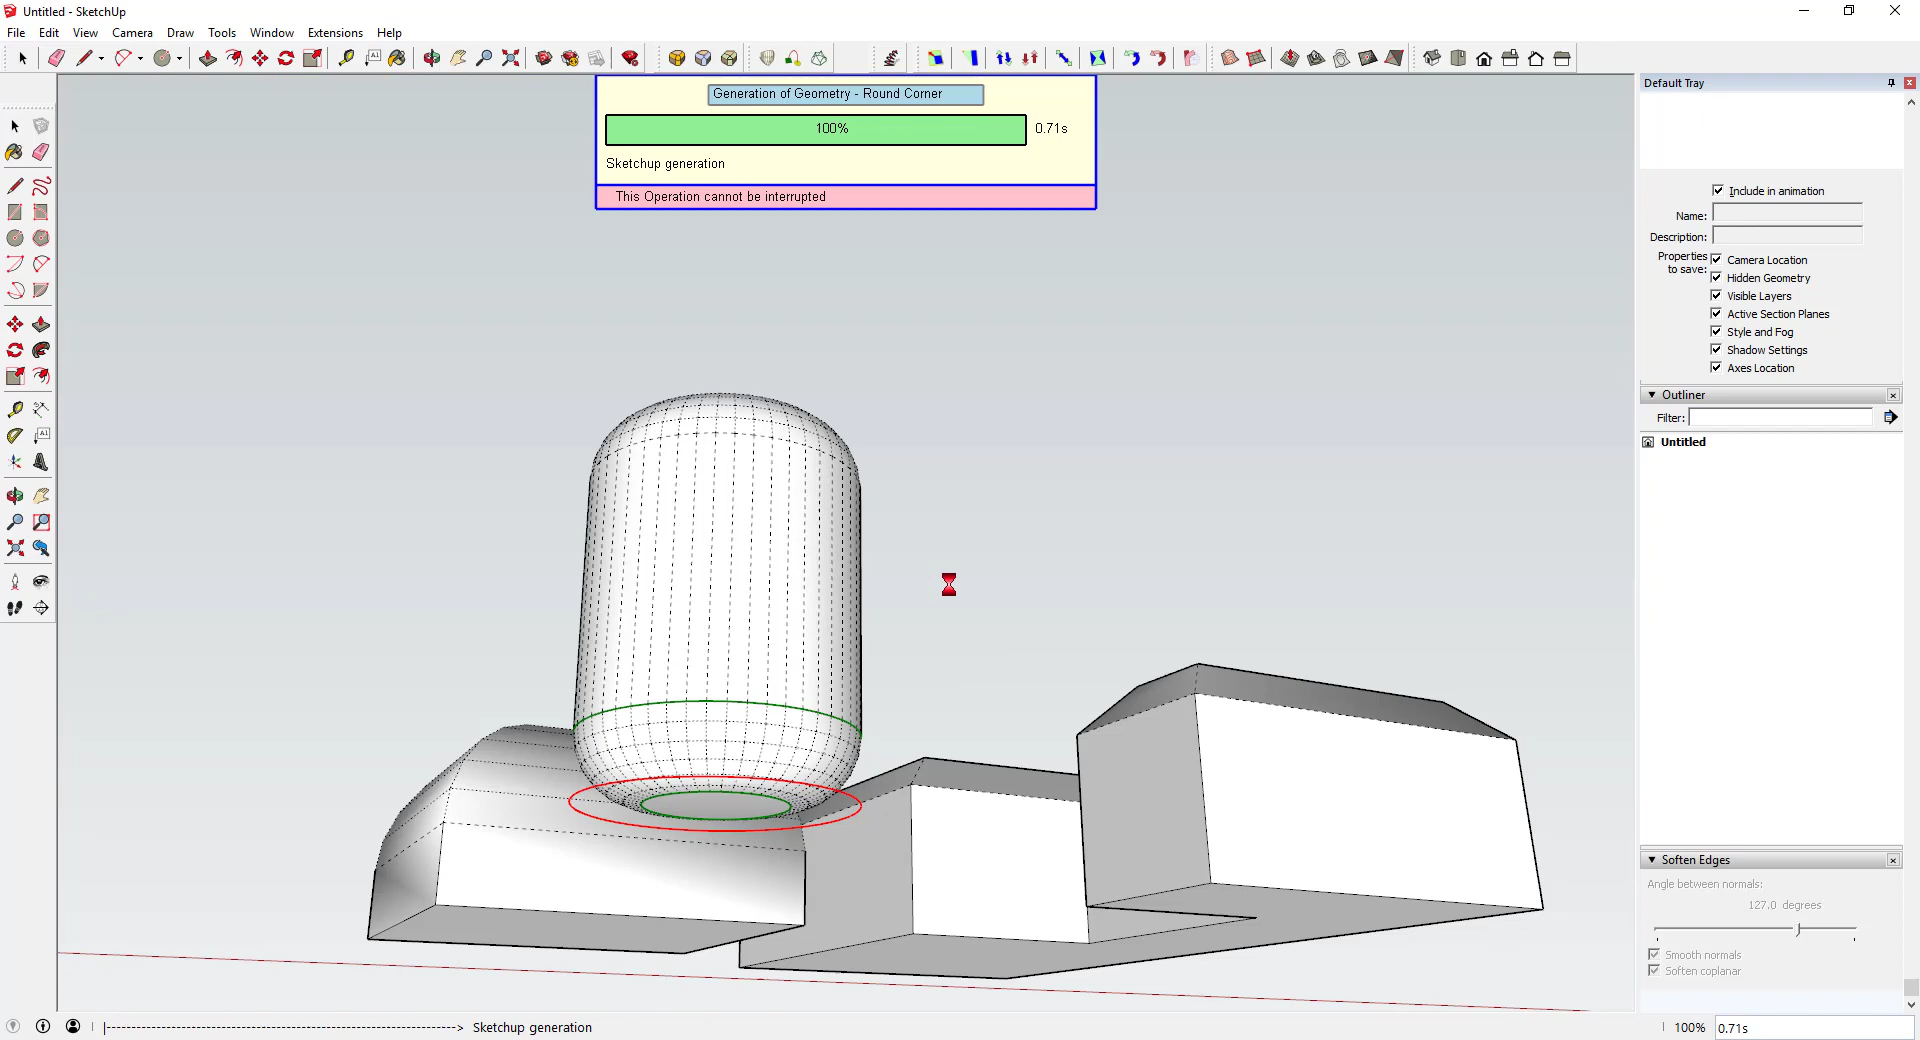 Untitled - SketchUp
File Edit View Camera Draw Tools Window Extensions Help
Generation of Geometry - Round Corner
100% 0.71s
Sketchup generation
This Operation cannot be interrupted
Default Tray
Include in animation
Name:
Description:
Properties to save:
Camera Location
Hidden Geometry
Visible Layers
Active Section Planes
Style and Fog
Shadow Settings
Axes Location
Outliner
Filter:
Untitled
Soften Edges
Angle between normals:
127.0 degrees
Smooth normals
Soften coplanar
|----------------------------------------------------------> Sketchup generation
100% 0.71s